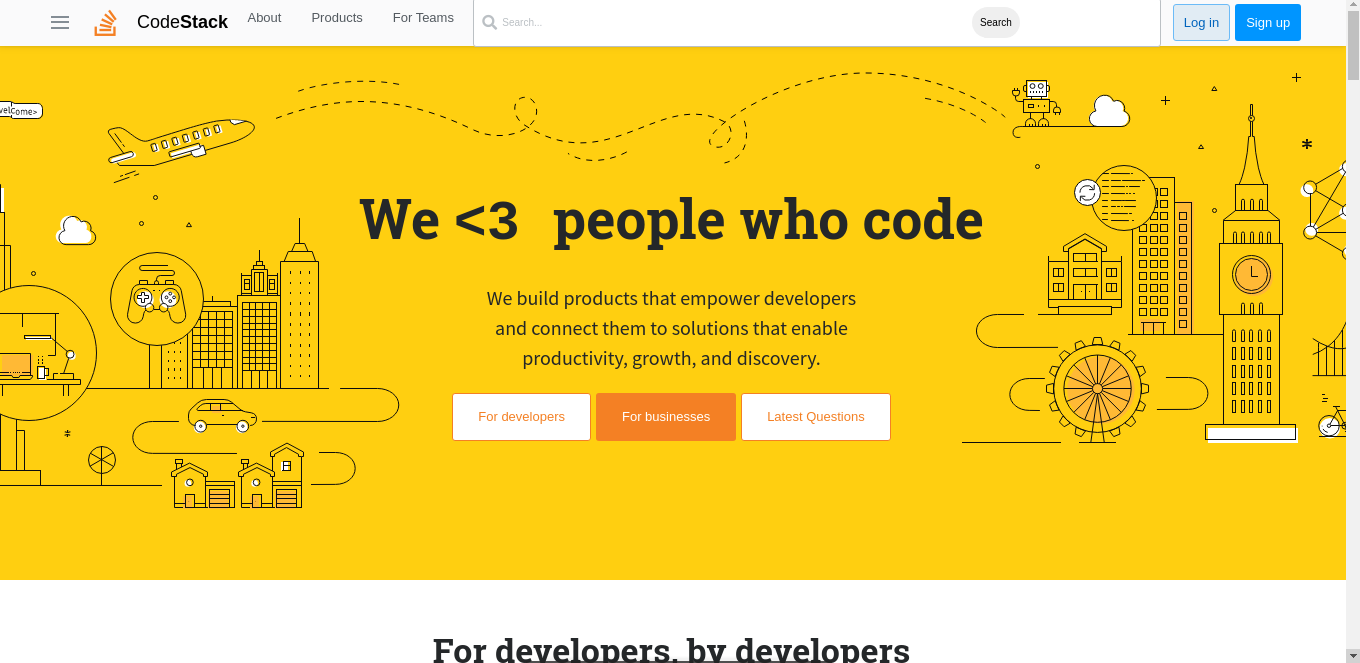 CodeStack
About
Products
For Teams
Search...
Search
Log in
Sign up
We <3 people who code
We build products that empower developers
and connect them to solutions that enable
productivity, growth, and discovery.
For developers
For businesses
Latest Questions
For developers, by developers